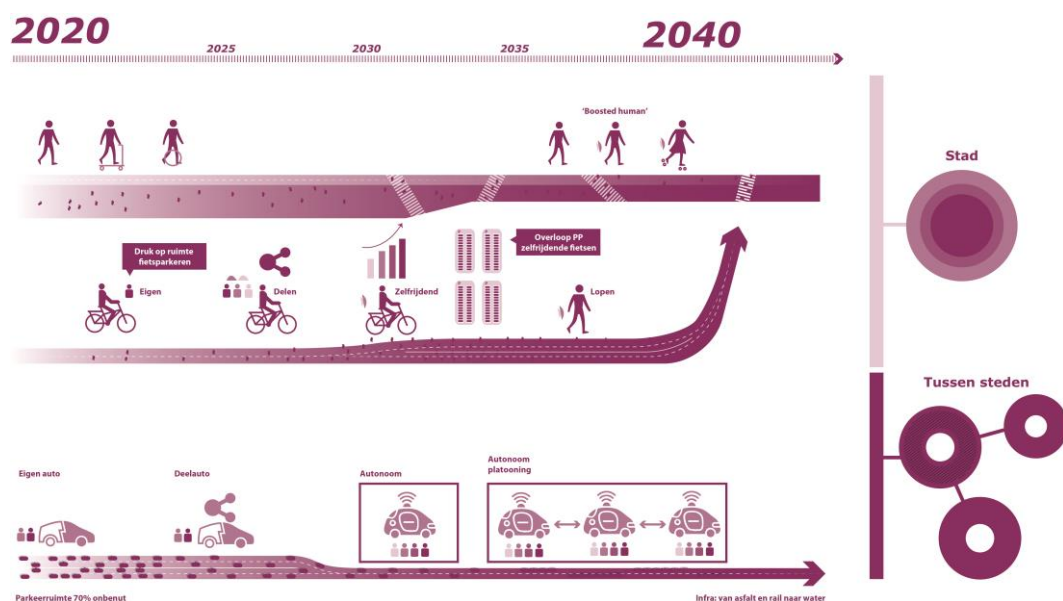 2020
2025
2030
2035
2040
'Boosted human'
Stad
Druk op ruimte
fietsparkeren
Eigen
Delen
Zelfrijdend
Overloop PP
zelfrijdende fietsen
Lopen
Tussen steden
Eigen auto
Deelauto
Autonoom
Autonoom
platooning
Parkeerruimte 70% onbenut
Infra: van asfalt en rail naar water